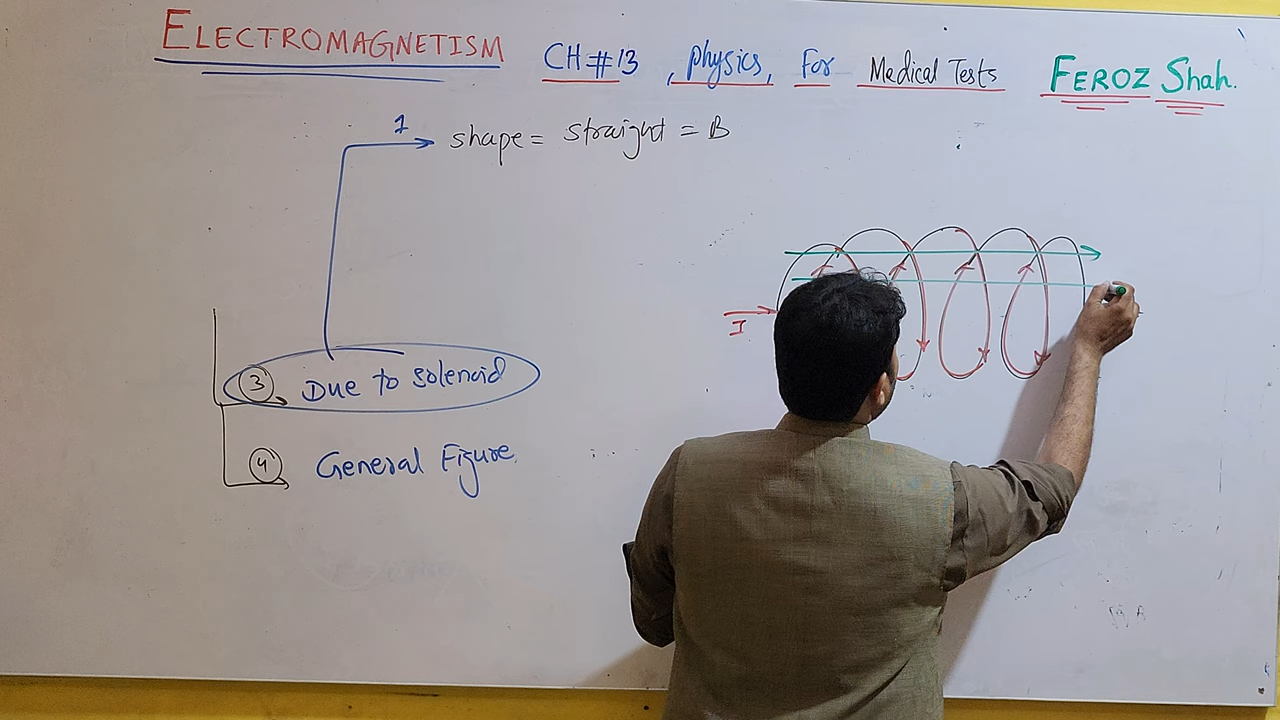 ELECTROMAGNETISM CH#13, physics, For Medical Tests FEROZ Shah.
1 shape = straight = B
I
3 Due to solenoid
4 General Figure